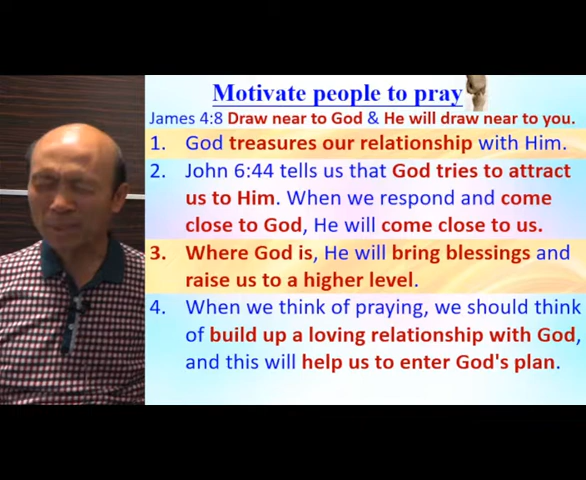 Motivate people to pray
James 4:8 Draw near to God & He will draw near to you.
1. God treasures our relationship with Him.
2. John 6:44 tells us that God tries to attract
us to Him. When we respond and come
close to God, He will come close to us.
3. Where God is, He will bring blessings and
raise us to a higher level.
4. When we think of praying, we should think
of build up a loving relationship with God,
and this will help us to enter God's plan.